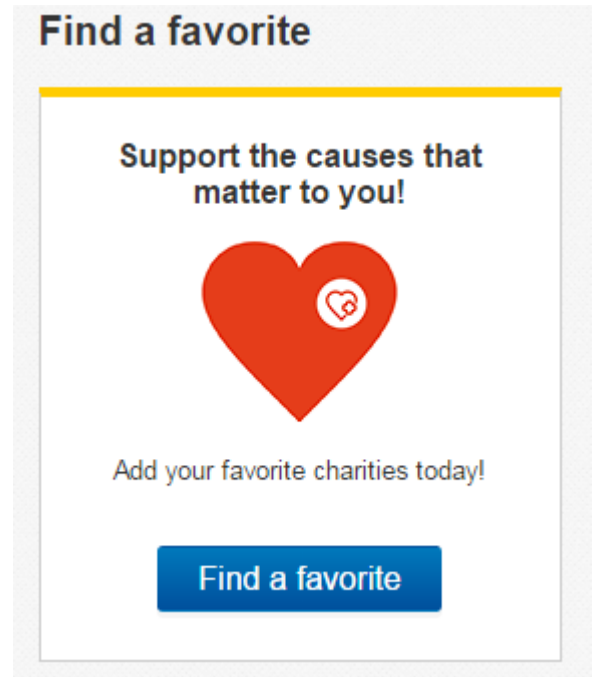 Find a favorite
Support the causes that
matter to you!
Add your favorite charities today!
Find a favorite